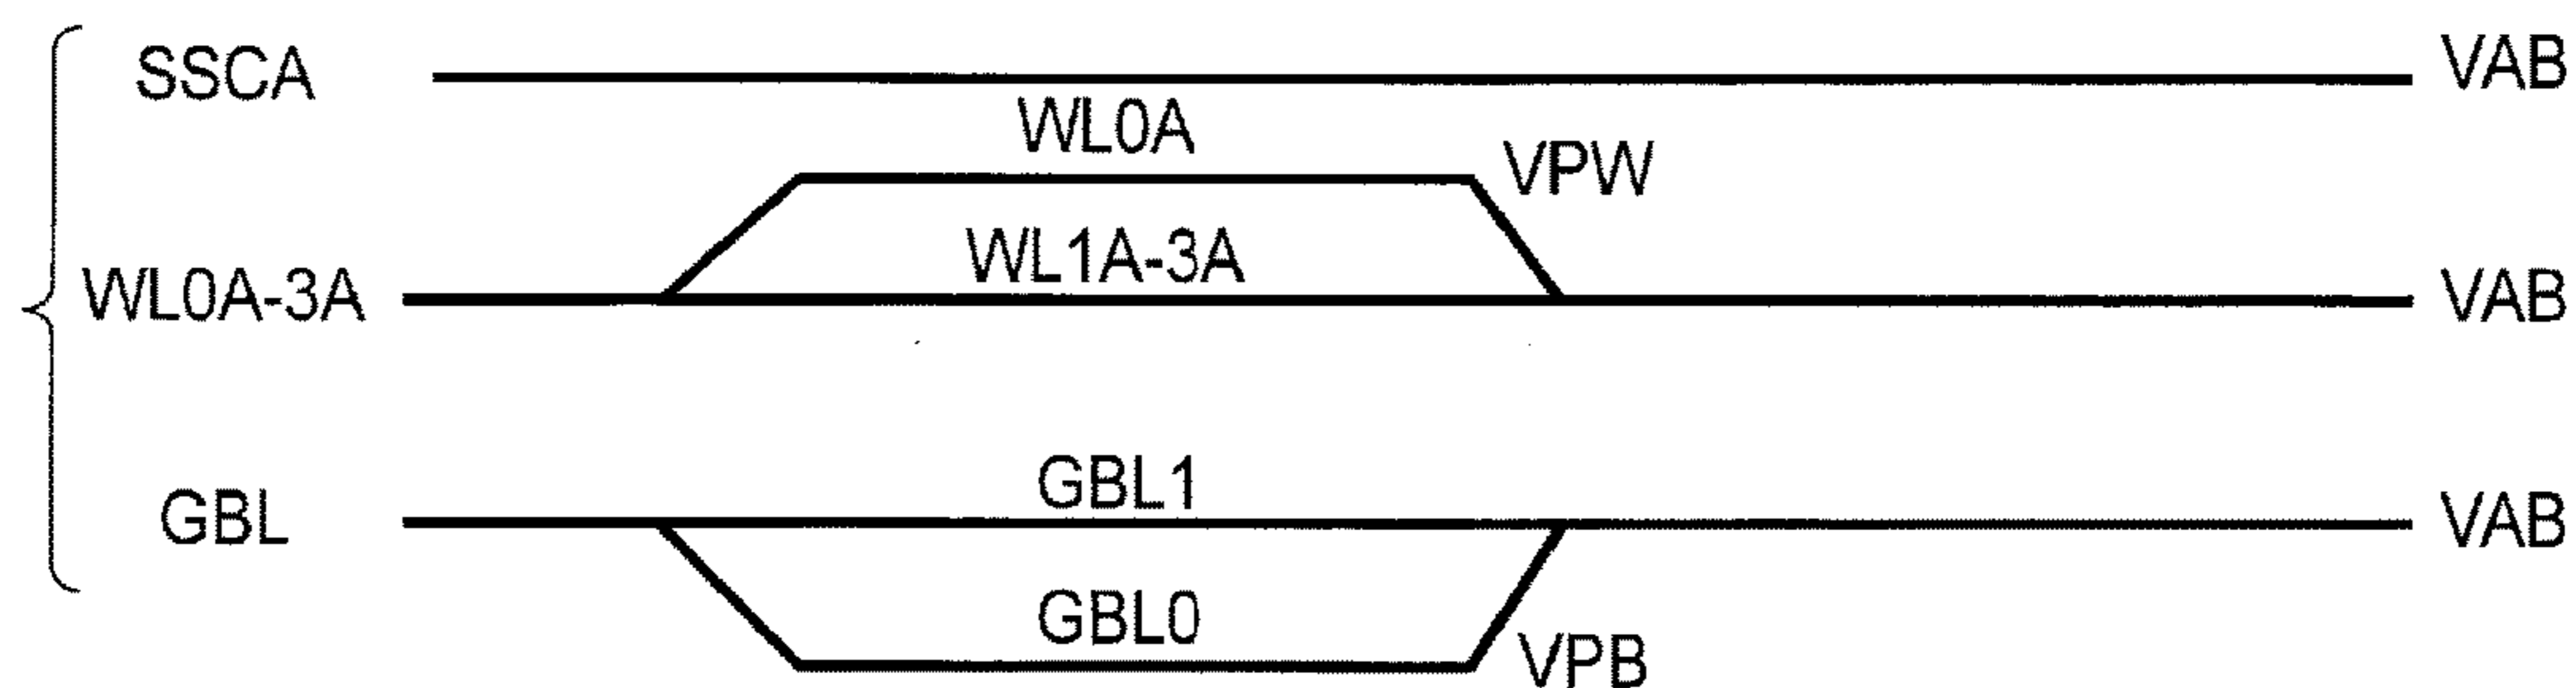 SSCA VAB
WL0A
VPW
WL1A-3A
WL0A-3A VAB
GBL1
GBL VAB
GBL0
VPB